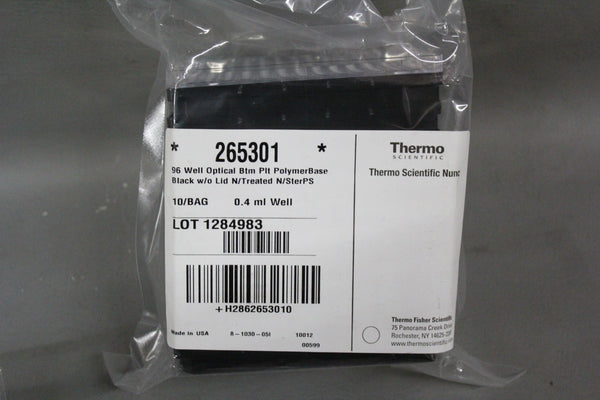 * 265301 *
96 Well Optical Btm Plt PolymerBase
Black w/o Lid N/Treated N/SterPS
10/BAG 0.4 ml Well
LOT 1284983
+H2862653010
Made in USA 8-1030-05I 10012
00599
Thermo
SCIENTIFIC
Thermo Scientific Nunc
Thermo Fisher Scientific
75 Panorama Creek Drive
Rochester, NY 14625-
www.thermoscientific.